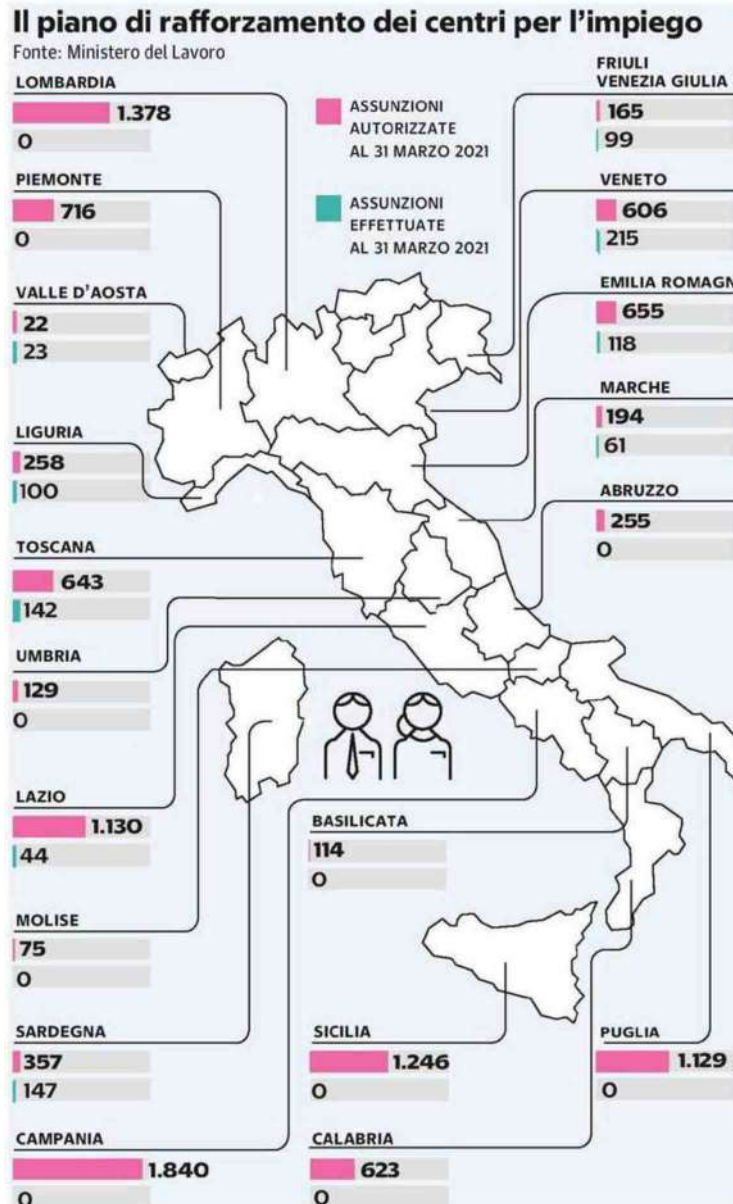 Il piano di rafforzamento dei centri per l'impiego
Fonte: Ministero del Lavoro
LOMBARDIA
1.378
0
PIEMONTE
716
0
VALLE D'AOSTA
22
23
LIGURIA
258
100
TOSCANA
643
142
UMBRIA
129
0
LAZIO
1.130
44
MOLISE
75
0
SARDEGNA
357
147
CAMPANIA
1.840
0
ASSUNZIONI
AUTORIZZATE
AL 31 MARZO 2021
ASSUNZIONI
EFFETTUATE
AL 31 MARZO 2021
BASILICATA
114
0
SICILIA
1.246
0
CALABRIA
623
0
FRIULI
VENEZIA GIULIA
165
99
VENETO
606
215
EMILIA ROMAGN
655
118
MARCHE
194
61
ABRUZZO
255
0
PUGLIA
1.129
0